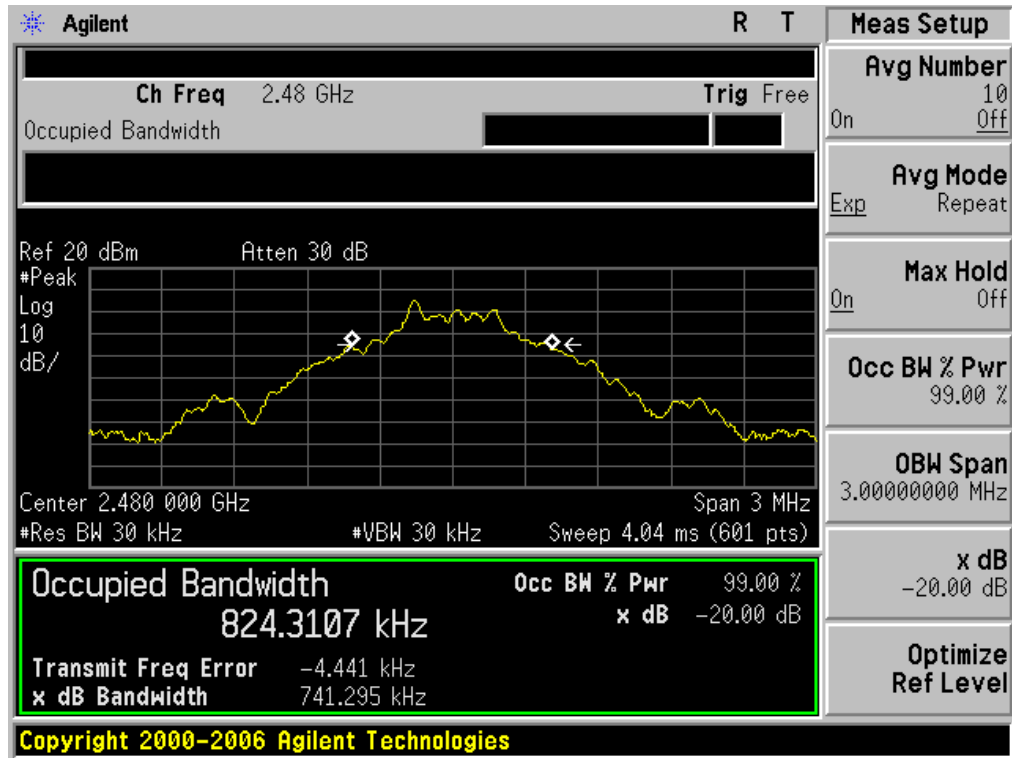 Agilent R T
Ch Freq 2.48 GHz Trig Free
Occupied Bandwidth
Ref 20 dBm Atten 30 dB
#Peak
Log
10
dB/
Center 2.480 000 GHz Span 3 MHz
#Res BW 30 kHz #VBW 30 kHz Sweep 4.04 ms (601 pts)
Occupied Bandwidth Occ BW % Pwr 99.00 %
824.3107 kHz x dB -20.00 dB
Transmit Freq Error -4.441 kHz
x dB Bandwidth 741.295 kHz
Copyright 2000-2006 Agilent Technologies
Meas Setup
Avg Number
10
On Off
Avg Mode
Exp Repeat
Max Hold
On Off
Occ BW % Pwr
99.00 %
OBW Span
3.00000000 MHz
x dB
-20.00 dB
Optimize
Ref Level